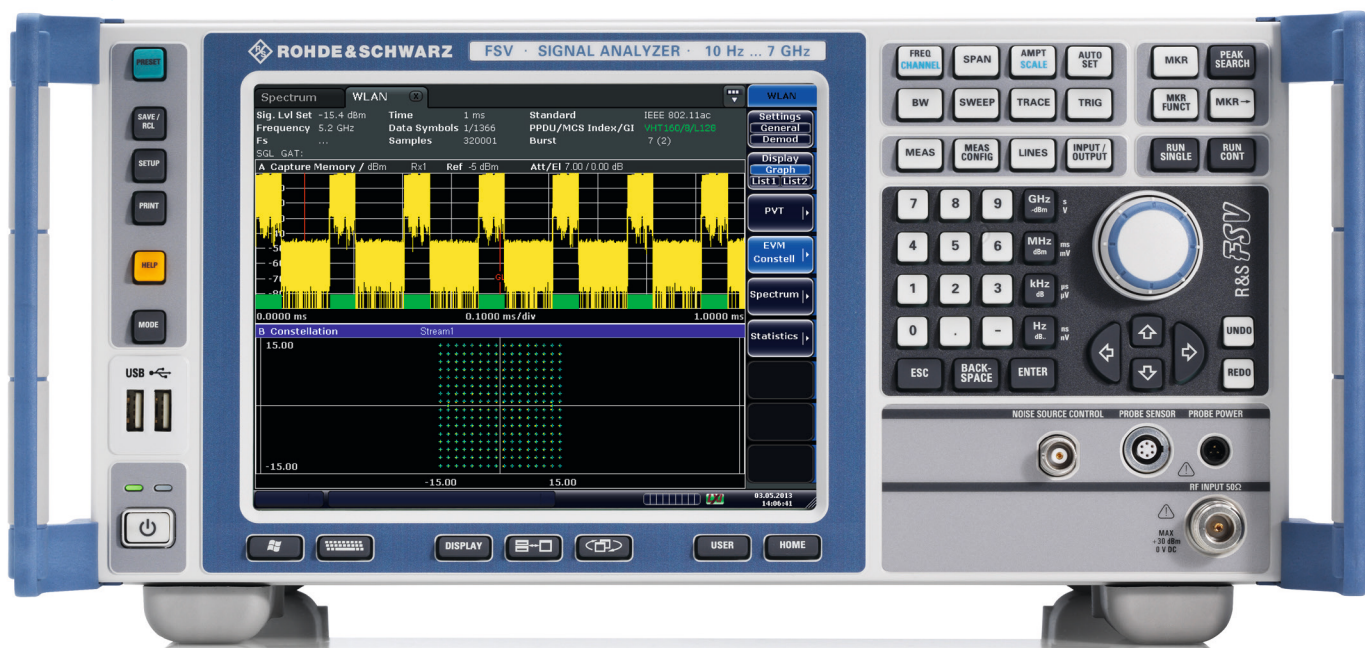 ROHDE&SCHWARZ FSV · SIGNAL ANALYZER · 10 Hz ... 7 GHz
PRESET
SAVE / RCL
SETUP
PRINT
HELP
MODE
USB
Spectrum WLAN WLAN
Sig. Lvl Set -15.4 dBm Time 1 ms Standard IEEE 802.11ac
Frequency 5.2 GHz Data Symbols 1/1366 PPDU/MCS Index/GI VHT160/8/L126
Fs ... Samples 320001 Burst 7 (2)
SGL GAT:
A Capture Memory / dBm Rx1 Ref -5 dBm Att/El 7.00 / 0.00 dB
0.0000 ms 0.1000 ms/div 1.0000 ms
B Constellation Stream1
15.00
-15.00
-15.00 15.00
03.05.2013
14:06:41
Settings
General
Demod
Display
Graph
List1 List2
PVT
EVM
Constell
Spectrum
Statistics
DISPLAY
USER
HOME
FREQ CHANNEL
SPAN
AMPT SCALE
AUTO SET
MKR
PEAK SEARCH
BW
SWEEP
TRACE
TRIG
MKR FUNCT
MKR→
MEAS
MEAS CONFIG
LINES
INPUT / OUTPUT
RUN SINGLE
RUN CONT
7 8 9 GHz -dBm s V
4 5 6 MHz dBm ms mV
1 2 3 kHz dB µs µV
0 . - Hz dB.. ns nV
ESC BACK-SPACE ENTER
R&S FSV
UNDO
REDO
NOISE SOURCE CONTROL PROBE SENSOR PROBE POWER
RF INPUT 50Ω
MAX
+30 dBm
0 V DC